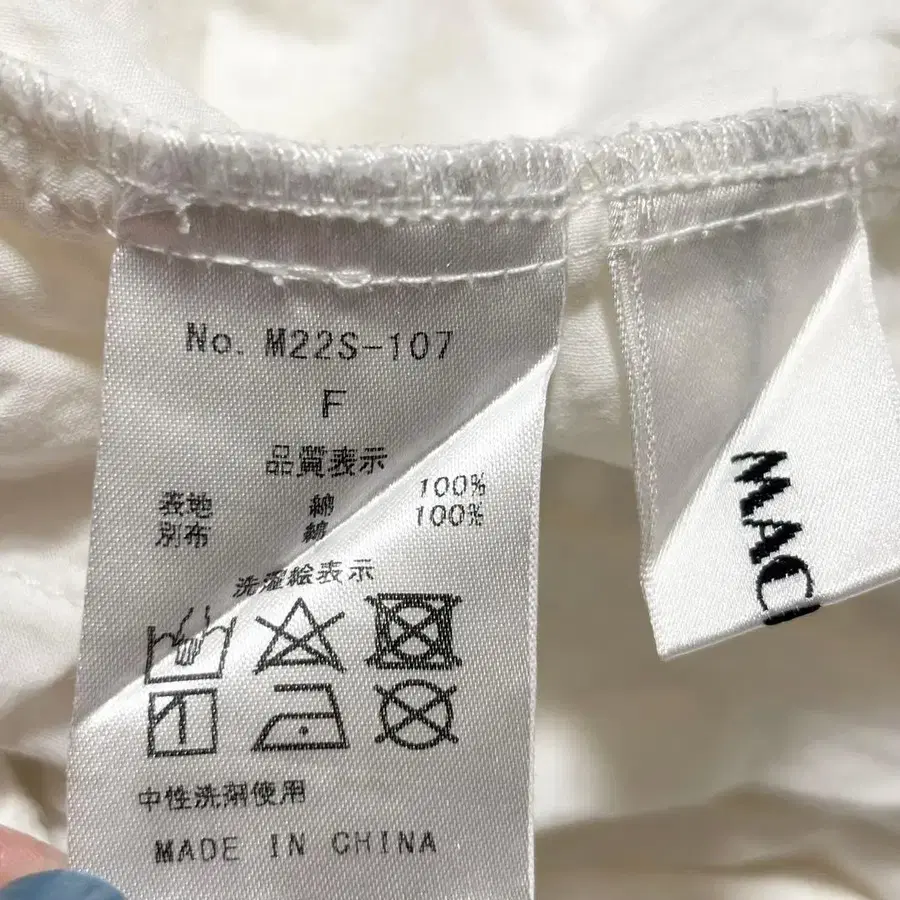 No. M22S-107
F
品質表示
表地 綿 100%
別布 綿 100%
洗濯絵表示
中性洗剤使用
MADE IN CHINA
MAC